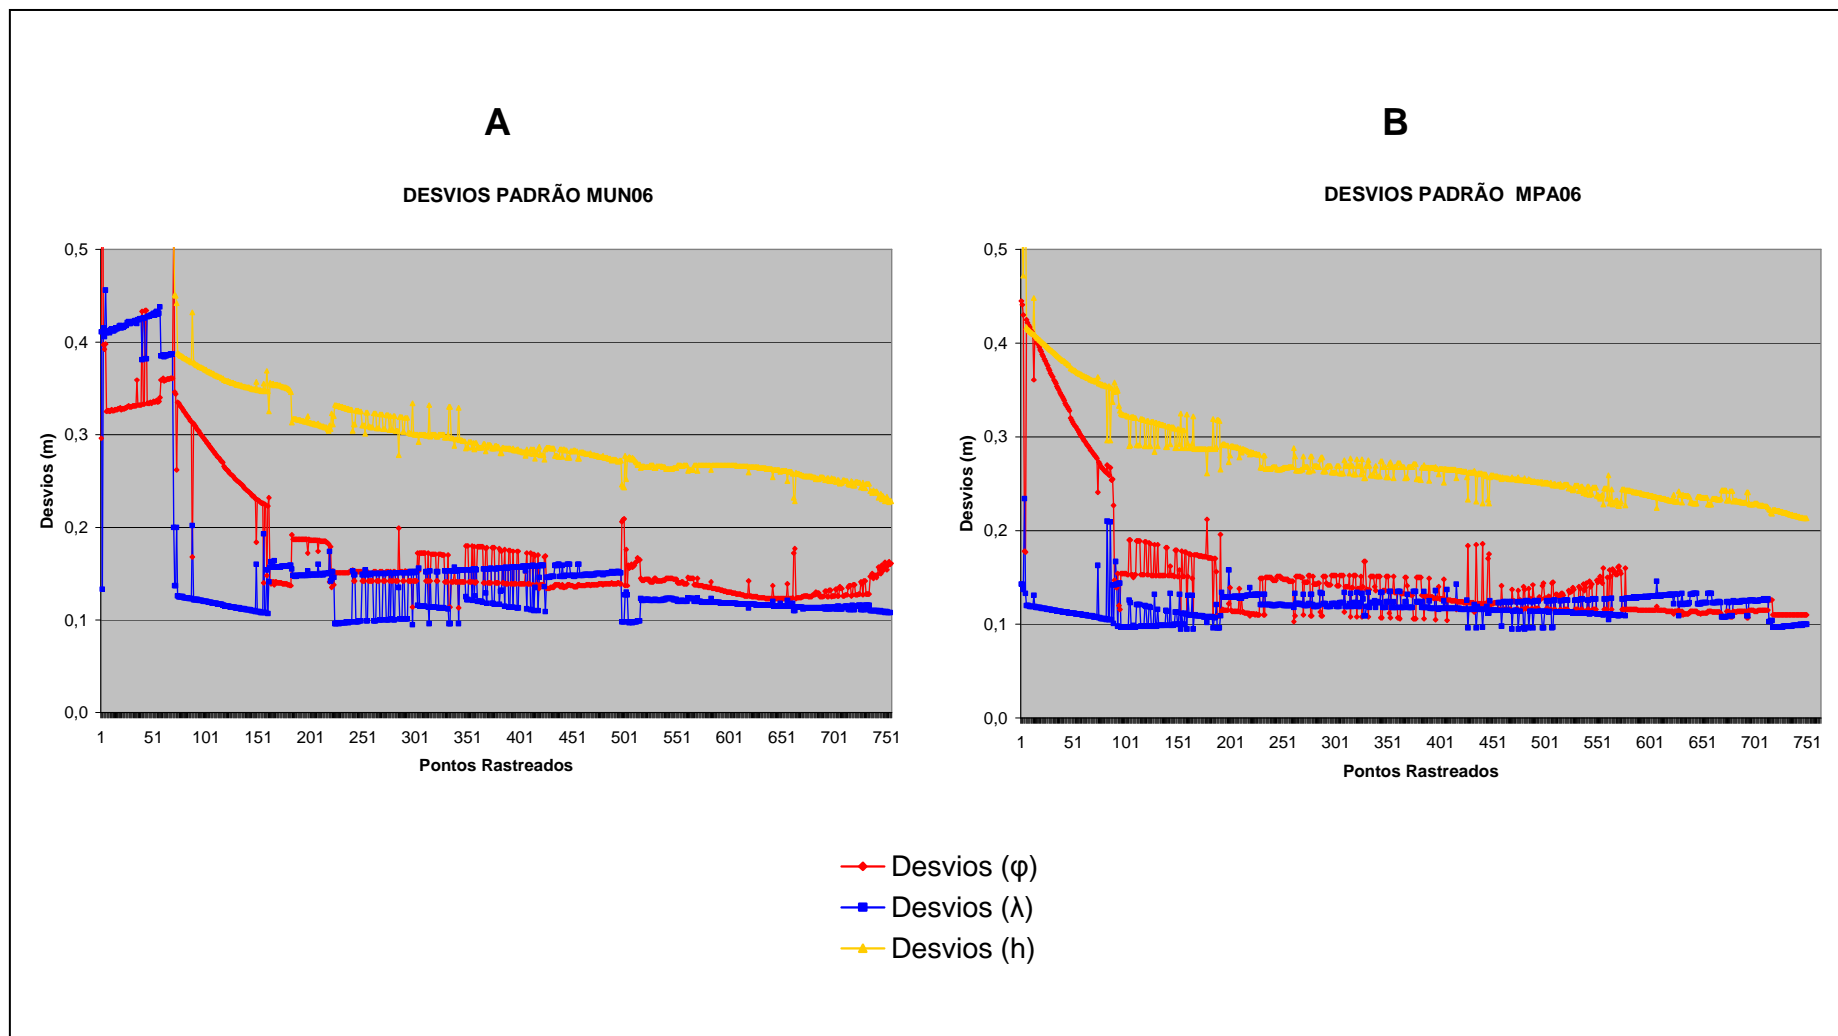 A
B
DESVIOS PADRÃO MUN06
DESVIOS PADRÃO MPA06
0,5
0,4
0,3
0,2
0,1
0,0
Desvios (m)
1 51 101 151 201 251 301 351 401 451 501 551 601 651 701 751
Pontos Rastreados
0,5
0,4
0,3
0,2
0,1
0,0
Desvios (m)
1 51 101 151 201 251 301 351 401 451 501 551 601 651 701 751
Pontos Rastreados
Desvios (φ)
Desvios (λ)
Desvios (h)